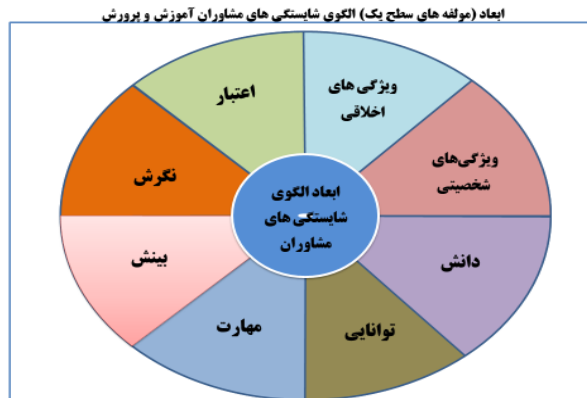 ابعاد (مولفه های سطح یک) الگوی شایستگی های مشاوران آموزش و پرورش
ویژگی های
اخلاقی
ویژگی‌های
شخصیتی
دانش
توانایی
مهارت
بینش
نگرش
اعتبار
ابعاد الگوی
شایستگی های
مشاوران